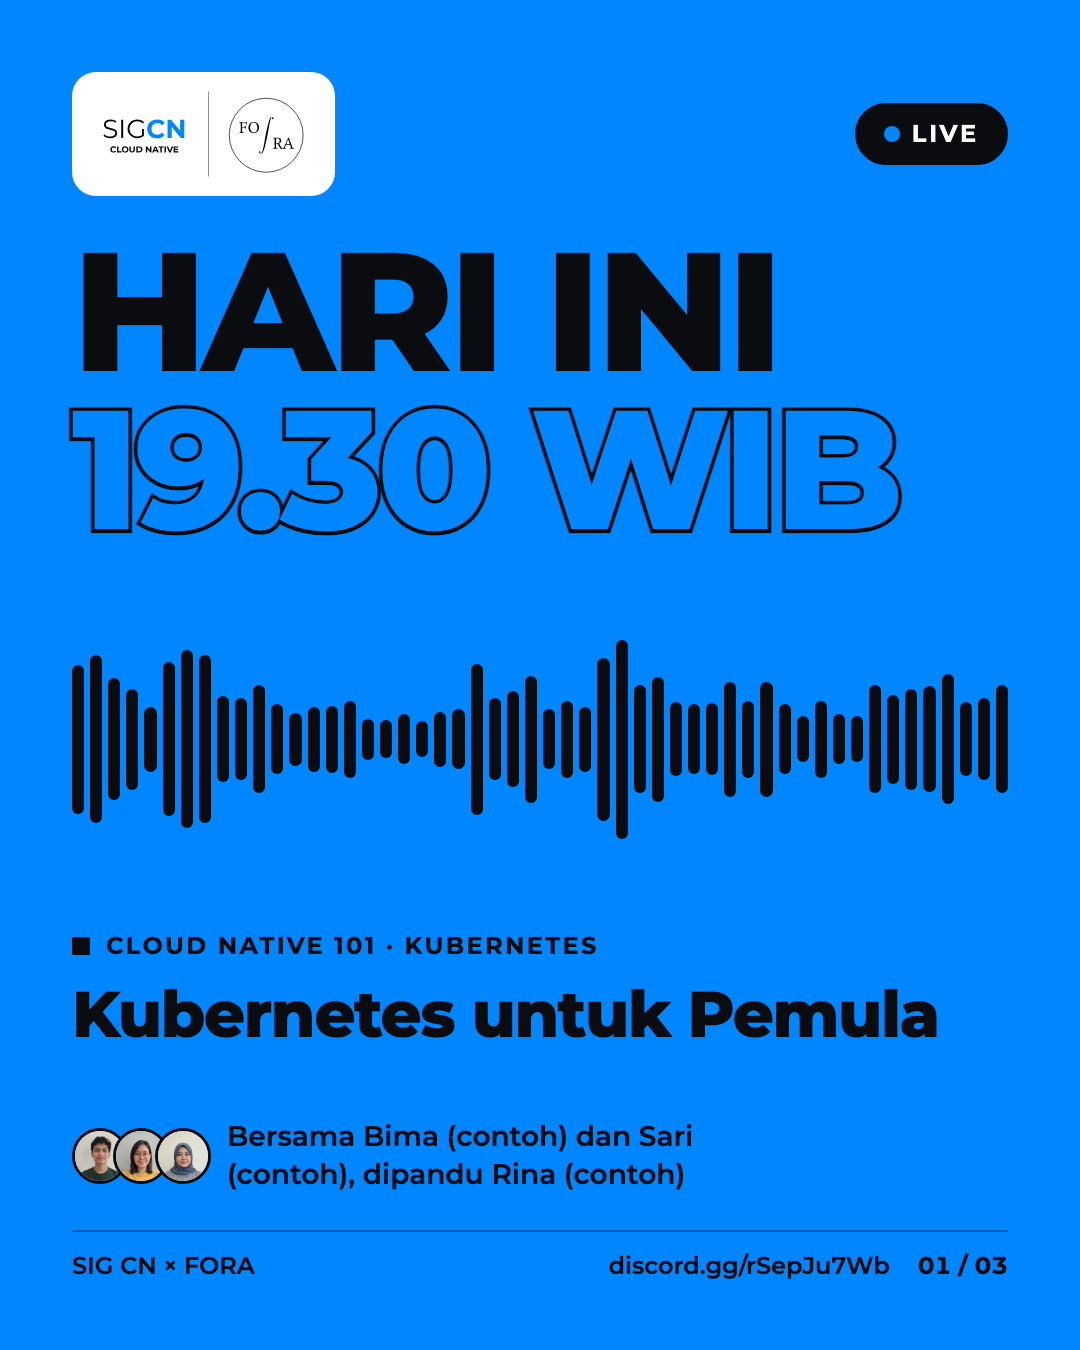 SIGCN
CLOUD NATIVE
FO
RA
LIVE
HARI INI
19.30 WIB
CLOUD NATIVE 101 · KUBERNETES
Kubernetes untuk Pemula
Bersama Bima (contoh) dan Sari
(contoh), dipandu Rina (contoh)
SIG CN × FORA
discord.gg/rSepJu7Wb 01 / 03